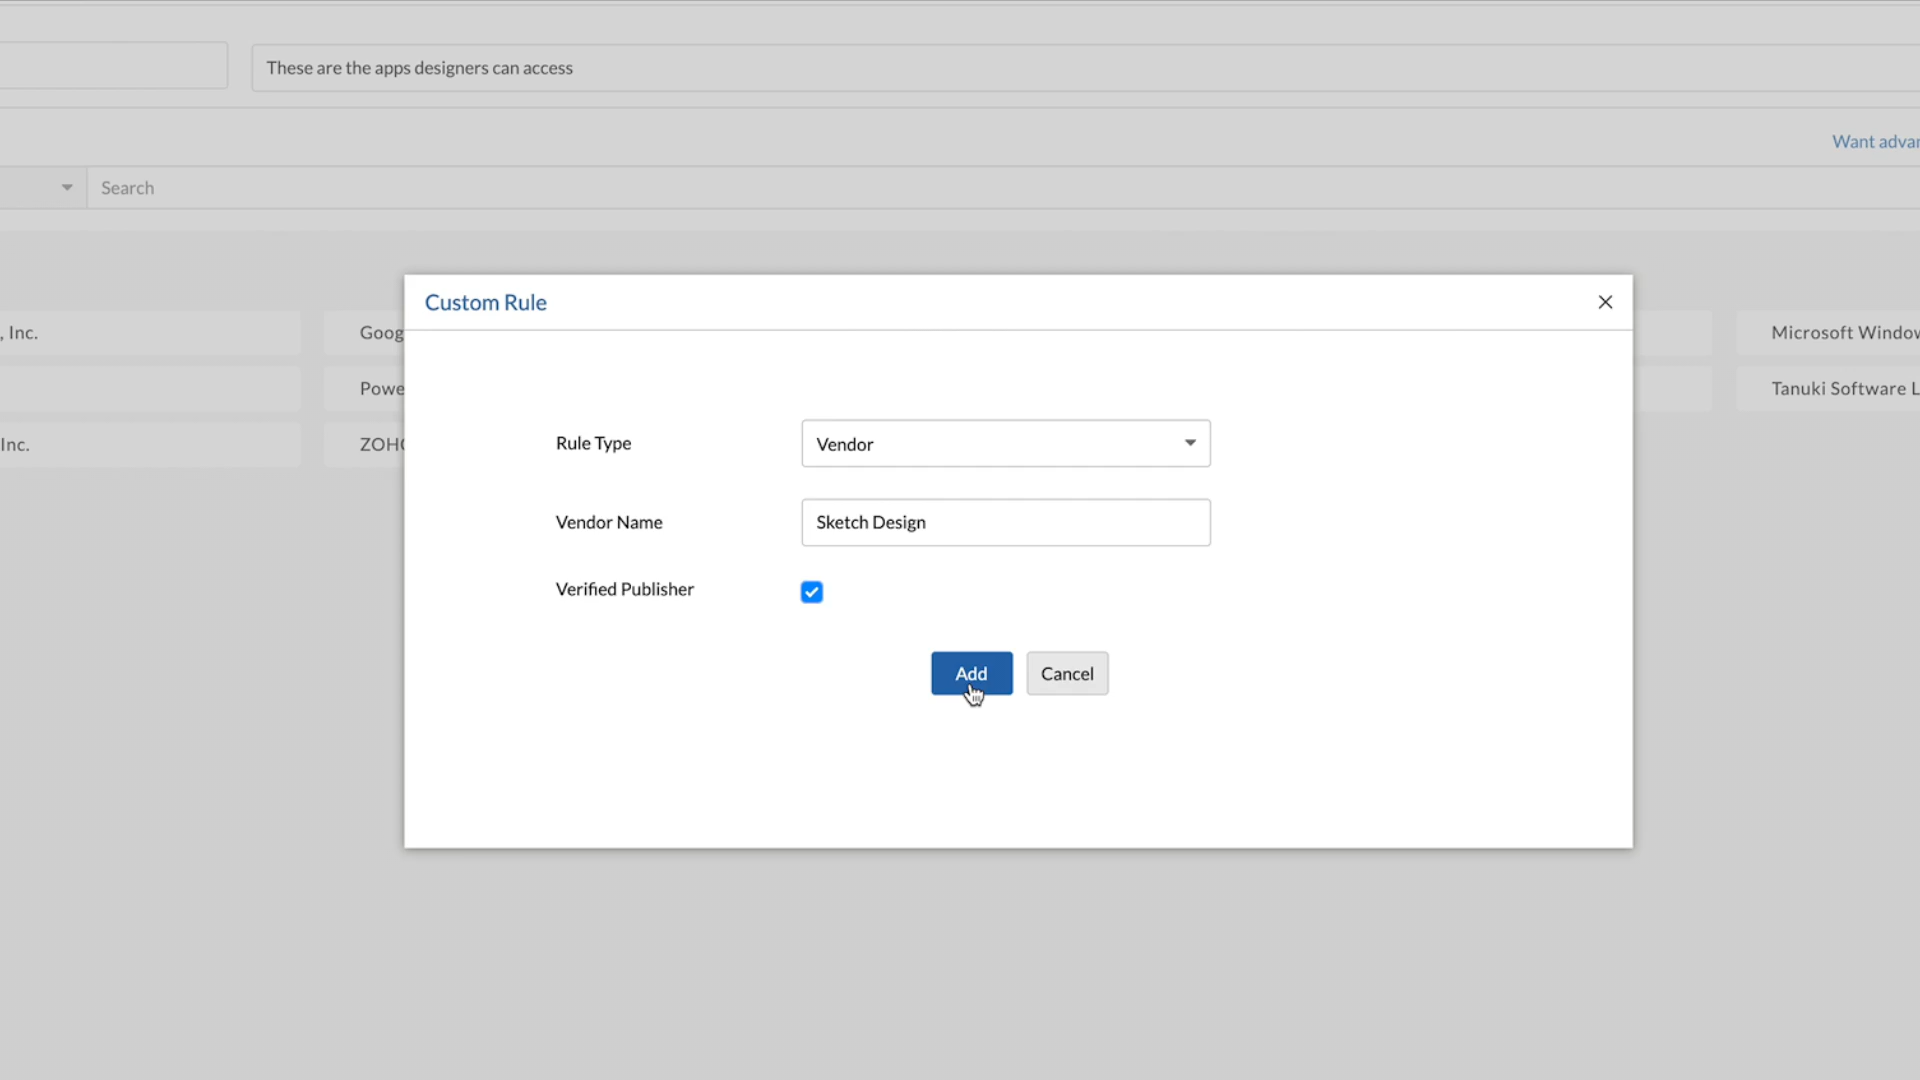 These are the apps designers can access
Want advan
Search
Custom Rule
, Inc.
Goog
Microsoft Window
Powe
Tanuki Software L
Inc.
ZOHO
Rule Type
Vendor
Vendor Name
Sketch Design
Verified Publisher
Add
Cancel